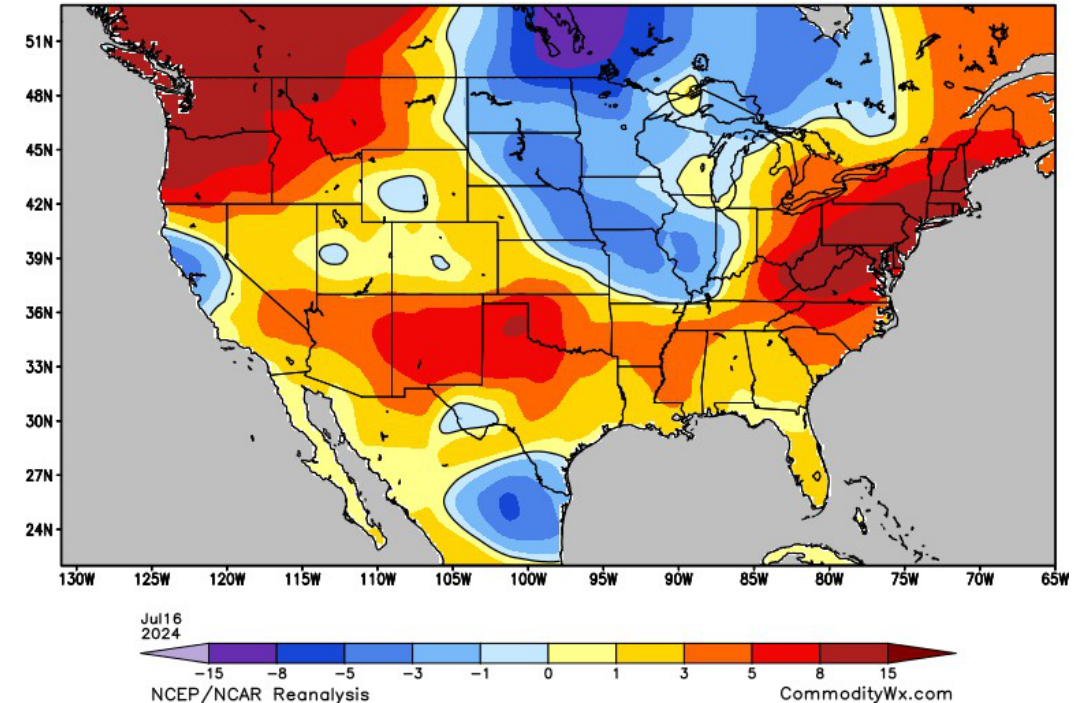 51N
48N
45N
42N
39N
36N
33N
30N
27N
24N
130W 125W 120W 115W 110W 105W 100W 95W 90W 85W 80W 75W 70W 65W
Jul16
2024
-15 -8 -5 -3 -1 0 1 3 5 8 15
NCEP/NCAR Reanalysis CommodityWx.com